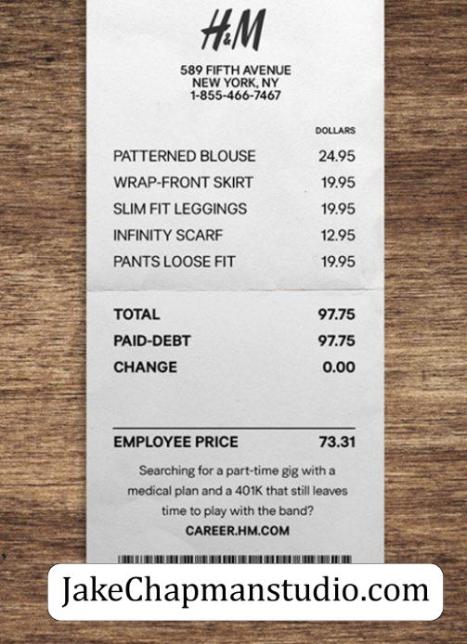 H&M
589 FIFTH AVENUE
NEW YORK, NY
1-855-466-7467
DOLLARS
PATTERNED BLOUSE 24.95
WRAP-FRONT SKIRT 19.95
SLIM FIT LEGGINGS 19.95
INFINITY SCARF 12.95
PANTS LOOSE FIT 19.95
TOTAL 97.75
PAID-DEBT 97.75
CHANGE 0.00
EMPLOYEE PRICE 73.31
Searching for a part-time gig with a
medical plan and a 401K that still leaves
time to play with the band?
CAREER.HM.COM
JakeChapmanstudio.com